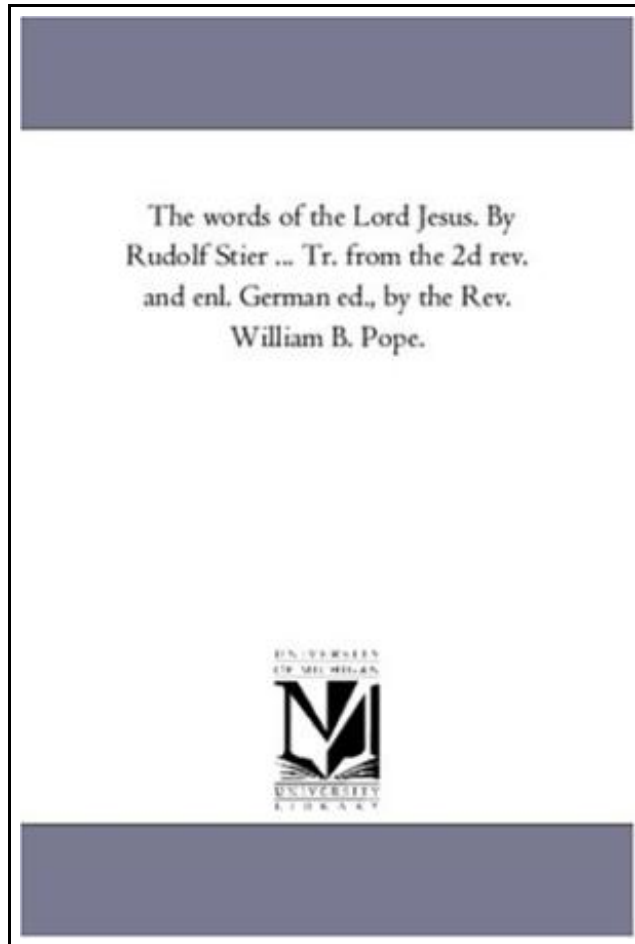 The words of the Lord Jesus. By
Rudolf Stier ... Tr. from the 2d rev.
and enl. German ed., by the Rev.
William B. Pope.
UNIVERSITY
OF MICHIGAN
UNIVERSITY
LIBRARY